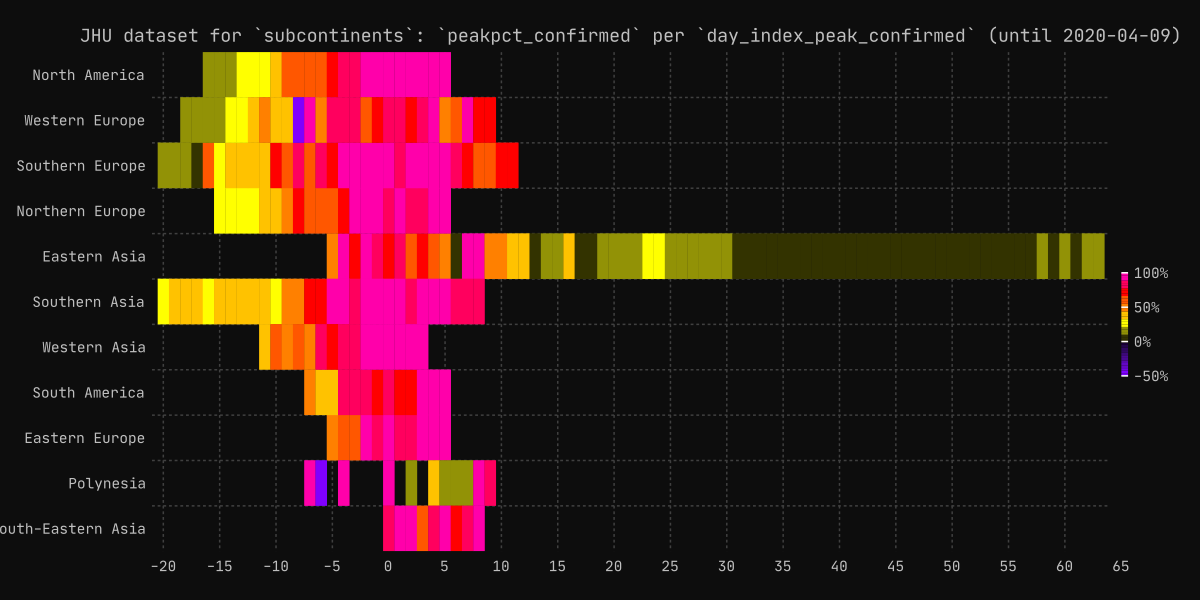 JHU dataset for `subcontinents`: `peakpct_confirmed` per `day_index_peak_confirmed` (until 2020-04-09)
North America
Western Europe
Southern Europe
Northern Europe
Eastern Asia
Southern Asia
Western Asia
South America
Eastern Europe
Polynesia
outh-Eastern Asia
100%
50%
0%
-50%
-20 -15 -10 -5 0 5 10 15 20 25 30 35 40 45 50 55 60 65